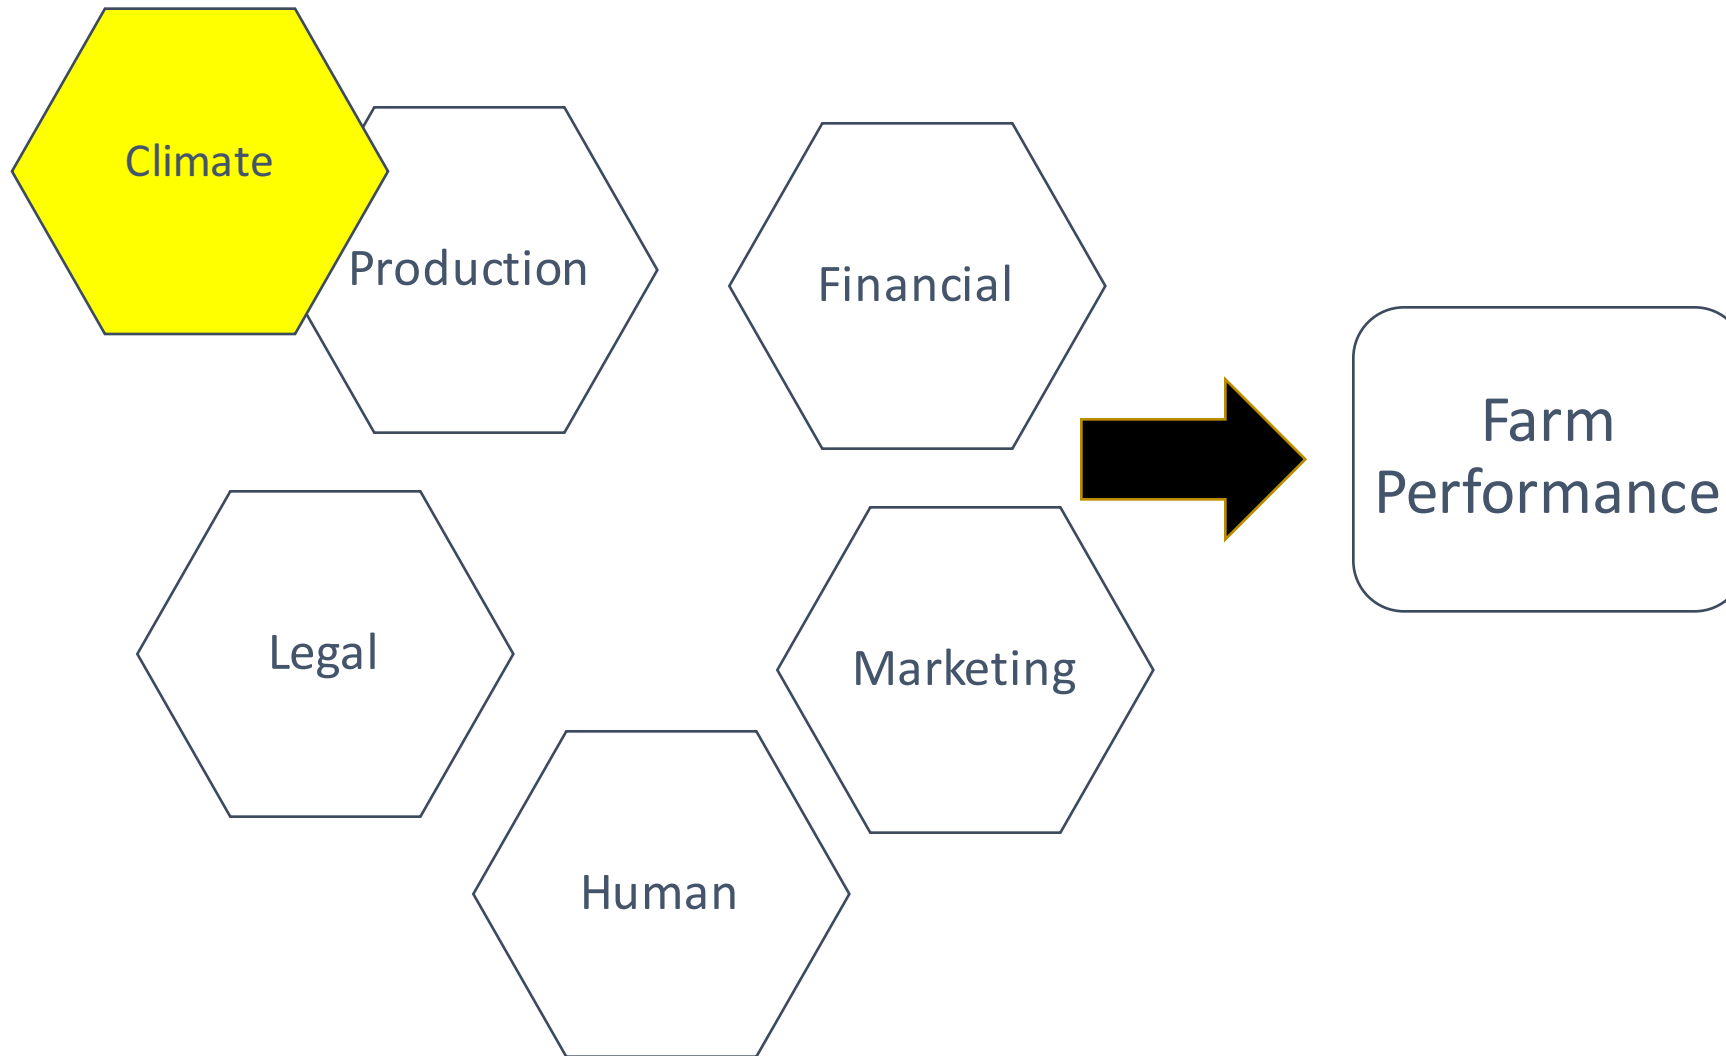 Climate
Production
Financial
Farm
Performance
Legal
Marketing
Human